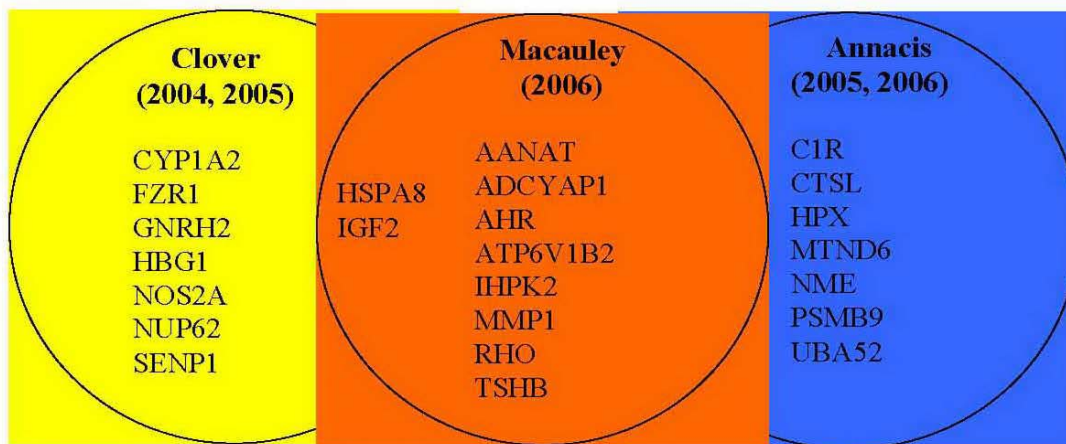 Clover
(2004, 2005)
CYP1A2
FZR1
GNRH2
HBG1
NOS2A
NUP62
SENP1
HSPA8
IGF2
Macauley
(2006)
AANAT
ADCYAP1
AHR
ATP6V1B2
IHPK2
MMP1
RHO
TSHB
Annacis
(2005, 2006)
C1R
CTSL
HPX
MTND6
NME
PSMB9
UBA52